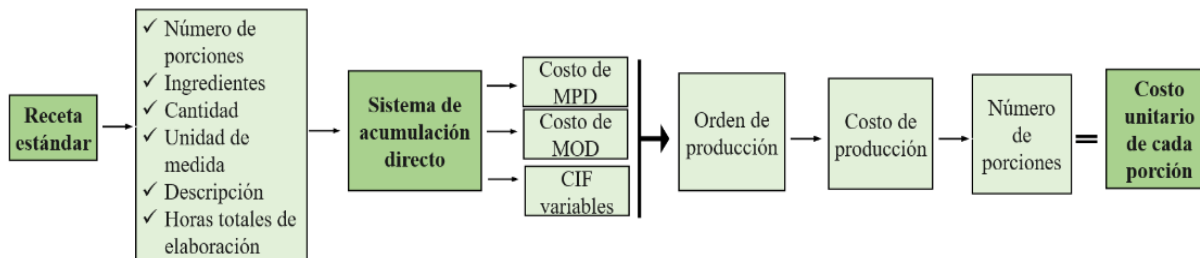 Receta
estándar
✓ Número de
porciones
✓ Ingredientes
✓ Cantidad
✓ Unidad de
medida
✓ Descripción
✓ Horas totales de
elaboración
Sistema de
acumulación
directo
Costo de
MPD
Costo de
MOD
CIF
variables
Orden de
producción
Costo de
producción
Número
de
porciones
=
Costo
unitario
de cada
porción